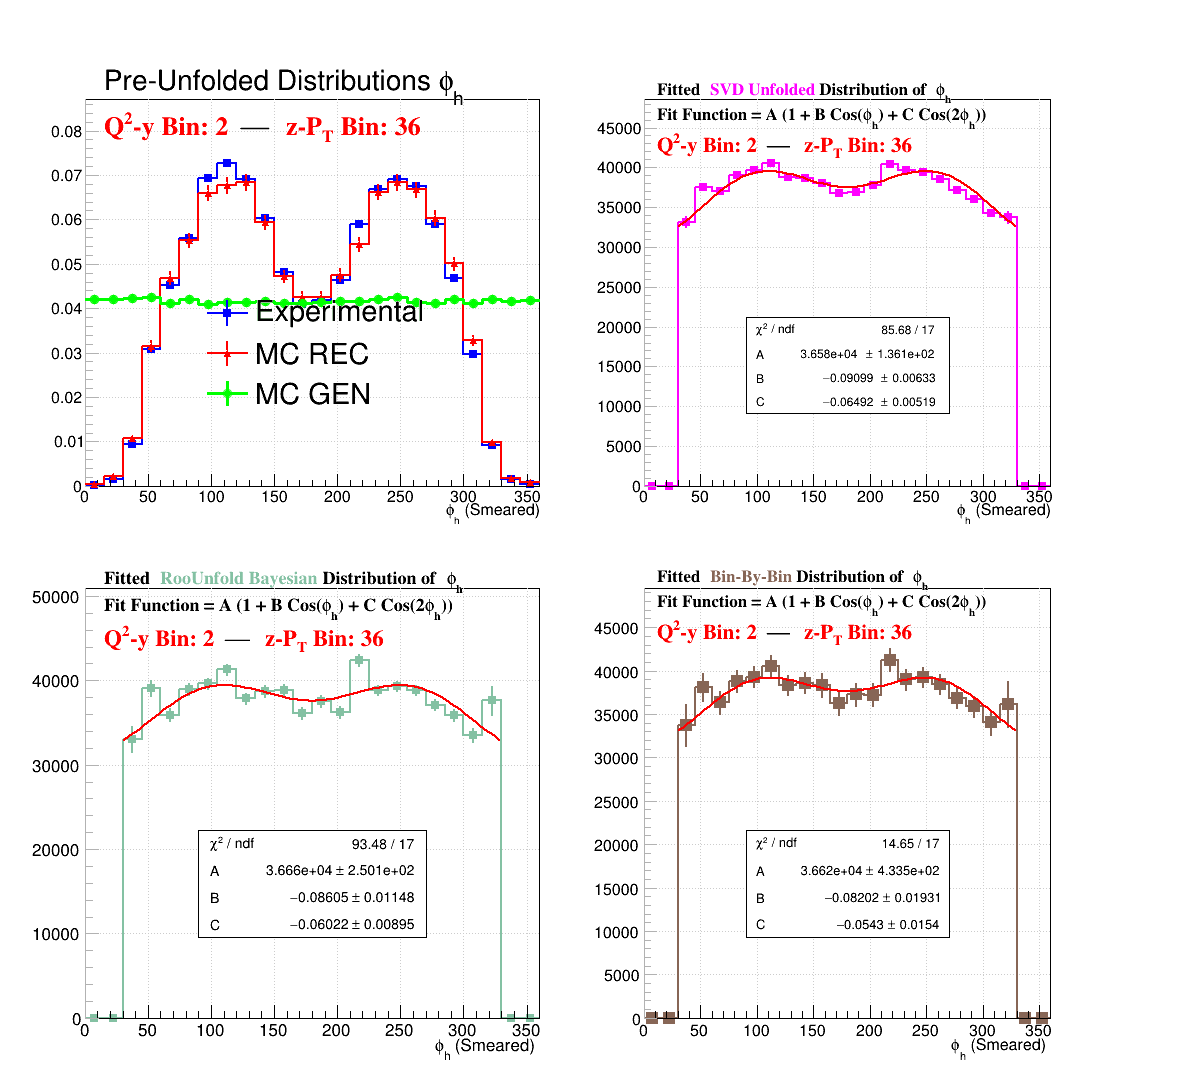 Pre-Unfolded Distributions ϕh
Q2-y Bin: 2 — z-PT Bin: 36
0.08
0.07
0.06
0.05
0.04
0.03
0.02
0.01
0
Experimental
MC REC
MC GEN
0 50 100 150 200 250 300 350
ϕh (Smeared)
Fitted SVD Unfolded Distribution of ϕh
Fit Function = A (1 + B Cos(ϕh) + C Cos(2ϕh))
Q2-y Bin: 2 — z-PT Bin: 36
45000
40000
35000
30000
25000
20000
15000
10000
5000
0
χ2 / ndf 85.68 / 17
A 3.658e+04 ± 1.361e+02
B −0.09099 ± 0.00633
C −0.06492 ± 0.00519
0 50 100 150 200 250 300 350
ϕh (Smeared)
Fitted RooUnfold Bayesian Distribution of ϕh
Fit Function = A (1 + B Cos(ϕh) + C Cos(2ϕh))
Q2-y Bin: 2 — z-PT Bin: 36
50000
40000
30000
20000
10000
0
χ2 / ndf 93.48 / 17
A 3.666e+04 ± 2.501e+02
B −0.08605 ± 0.01148
C −0.06022 ± 0.00895
0 50 100 150 200 250 300 350
ϕh (Smeared)
Fitted Bin-By-Bin Distribution of ϕh
Fit Function = A (1 + B Cos(ϕh) + C Cos(2ϕh))
Q2-y Bin: 2 — z-PT Bin: 36
45000
40000
35000
30000
25000
20000
15000
10000
5000
0
χ2 / ndf 14.65 / 17
A 3.662e+04 ± 4.335e+02
B −0.08202 ± 0.01931
C −0.0543 ± 0.0154
0 50 100 150 200 250 300 350
ϕh (Smeared)